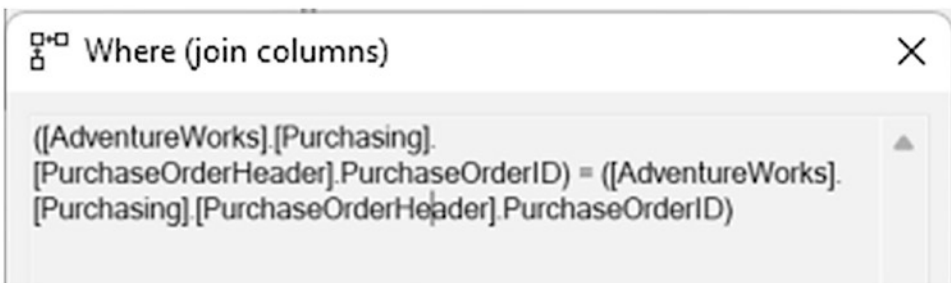 Where (join columns)
([AdventureWorks].[Purchasing].
[PurchaseOrderHeader].PurchaseOrderID) = ([AdventureWorks].
[Purchasing].[PurchaseOrderHeader].PurchaseOrderID)